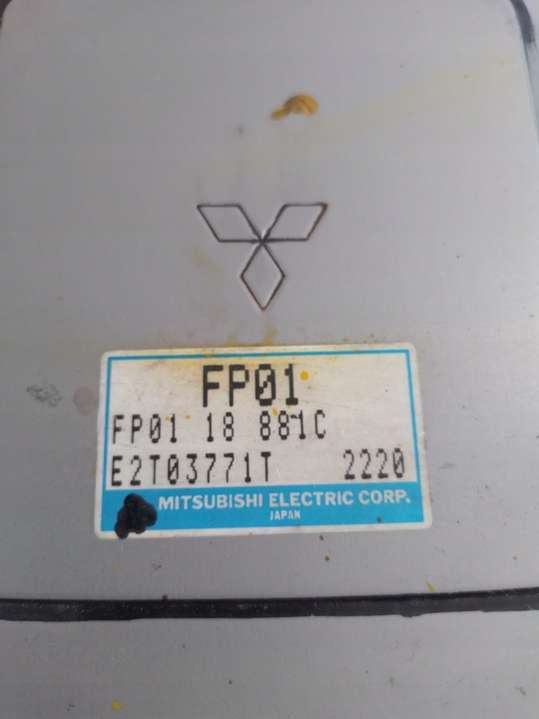 FP01
FP01 18 881C
E2T03771T 2220
MITSUBISHI ELECTRIC CORP.
JAPAN